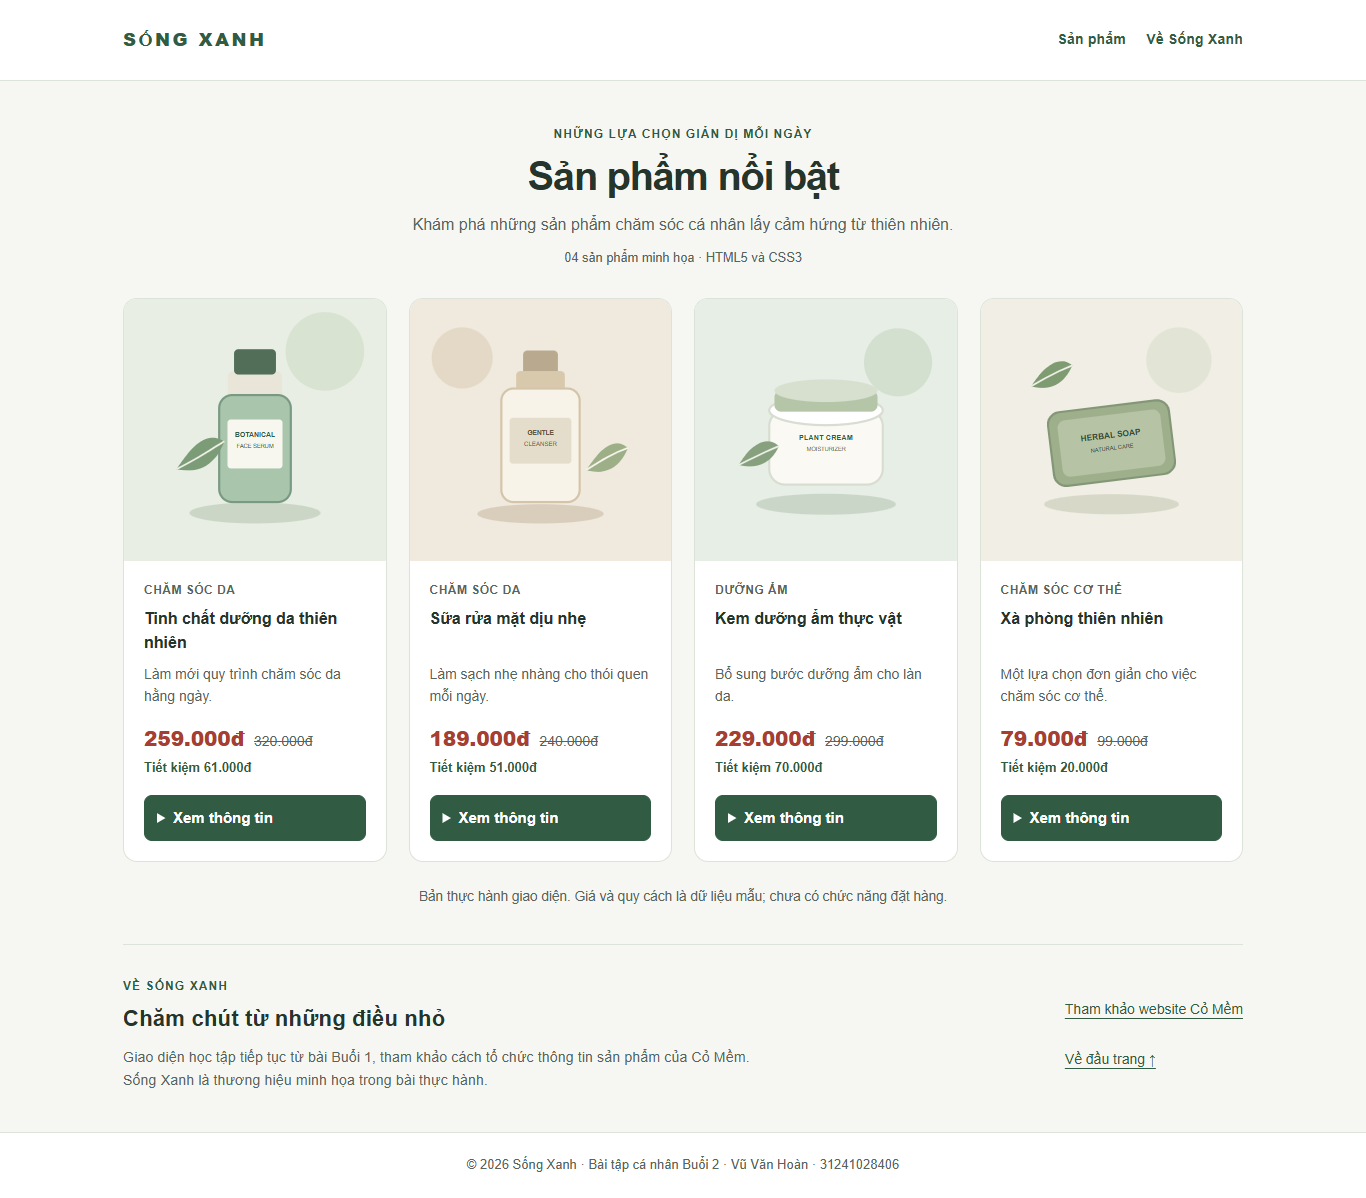 SỐNG XANH
Sản phẩm Về Sống Xanh
NHỮNG LỰA CHỌN GIẢN DỊ MỖI NGÀY
Sản phẩm nổi bật
Khám phá những sản phẩm chăm sóc cá nhân lấy cảm hứng từ thiên nhiên.
04 sản phẩm minh họa · HTML5 và CSS3
BOTANICAL
FACE SERUM
CHĂM SÓC DA
Tinh chất dưỡng da thiên
nhiên
Làm mới quy trình chăm sóc da
hằng ngày.
259.000đ 320.000đ
Tiết kiệm 61.000đ
▶ Xem thông tin
GENTLE
CLEANSER
CHĂM SÓC DA
Sữa rửa mặt dịu nhẹ
Làm sạch nhẹ nhàng cho thói quen
mỗi ngày.
189.000đ 240.000đ
Tiết kiệm 51.000đ
▶ Xem thông tin
PLANT CREAM
MOISTURIZER
DƯỠNG ẨM
Kem dưỡng ẩm thực vật
Bổ sung bước dưỡng ẩm cho làn
da.
229.000đ 299.000đ
Tiết kiệm 70.000đ
▶ Xem thông tin
HERBAL SOAP
NATURAL CARE
CHĂM SÓC CƠ THỂ
Xà phòng thiên nhiên
Một lựa chọn đơn giản cho việc
chăm sóc cơ thể.
79.000đ 99.000đ
Tiết kiệm 20.000đ
▶ Xem thông tin
Bản thực hành giao diện. Giá và quy cách là dữ liệu mẫu; chưa có chức năng đặt hàng.
VỀ SỐNG XANH
Chăm chút từ những điều nhỏ
Giao diện học tập tiếp tục từ bài Buổi 1, tham khảo cách tổ chức thông tin sản phẩm của Cỏ Mềm.
Sống Xanh là thương hiệu minh họa trong bài thực hành.
Tham khảo website Cỏ Mềm
Về đầu trang ↑
© 2026 Sống Xanh · Bài tập cá nhân Buổi 2 · Vũ Văn Hoàn · 31241028406